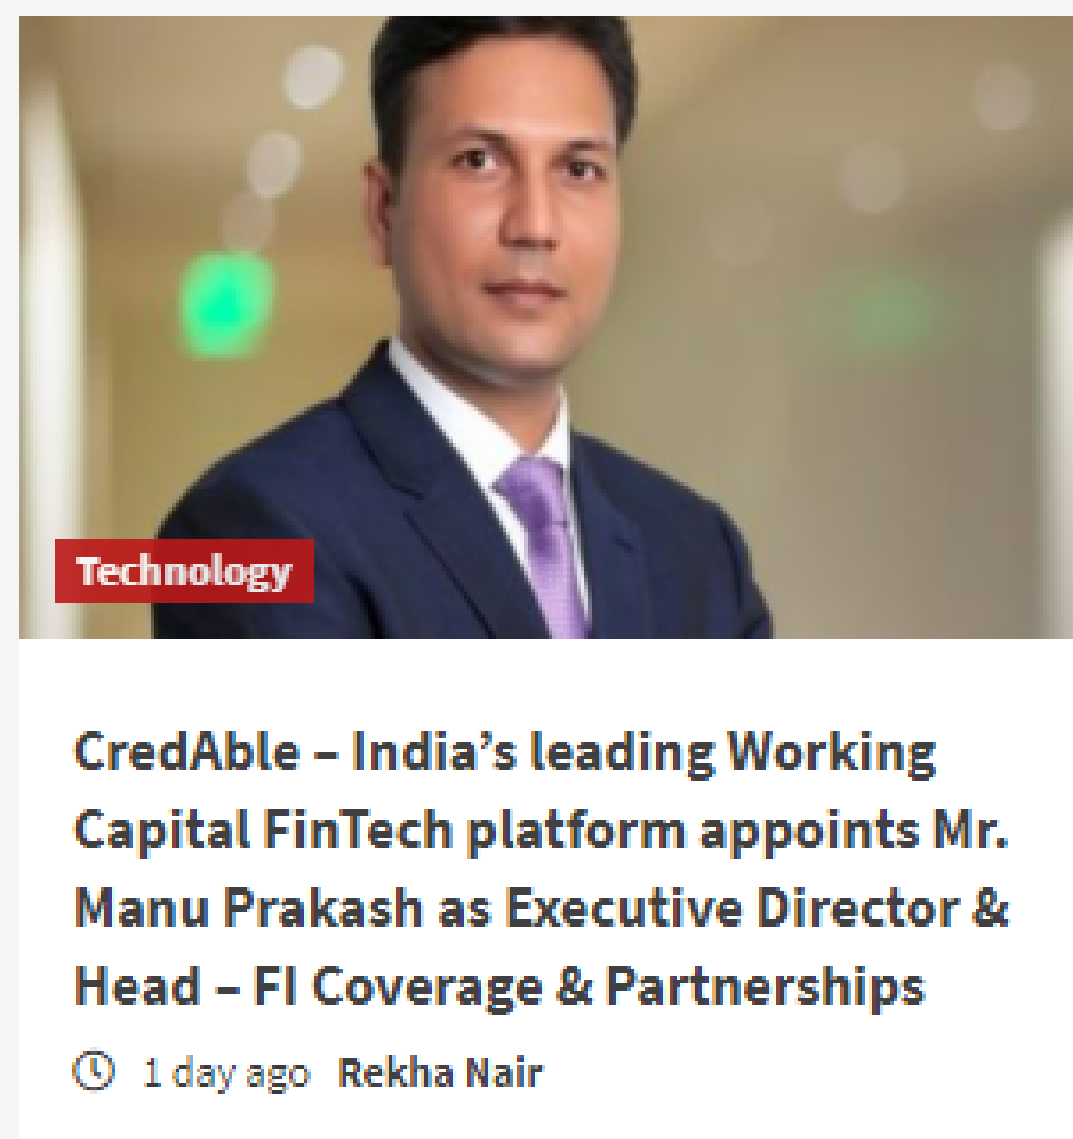 Technology
CredAble – India’s leading Working
Capital FinTech platform appoints Mr.
Manu Prakash as Executive Director &
Head – FI Coverage & Partnerships
1 day ago Rekha Nair